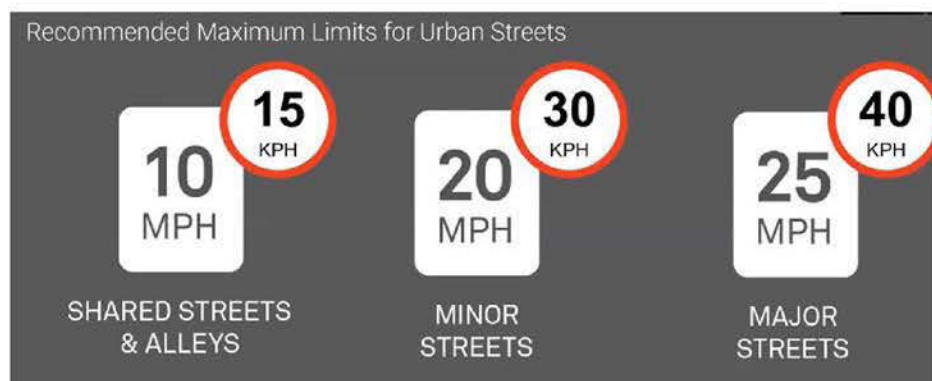 Recommended Maximum Limits for Urban Streets
15
KPH
10
MPH
SHARED STREETS
& ALLEYS
30
KPH
20
MPH
MINOR
STREETS
40
KPH
25
MPH
MAJOR
STREETS